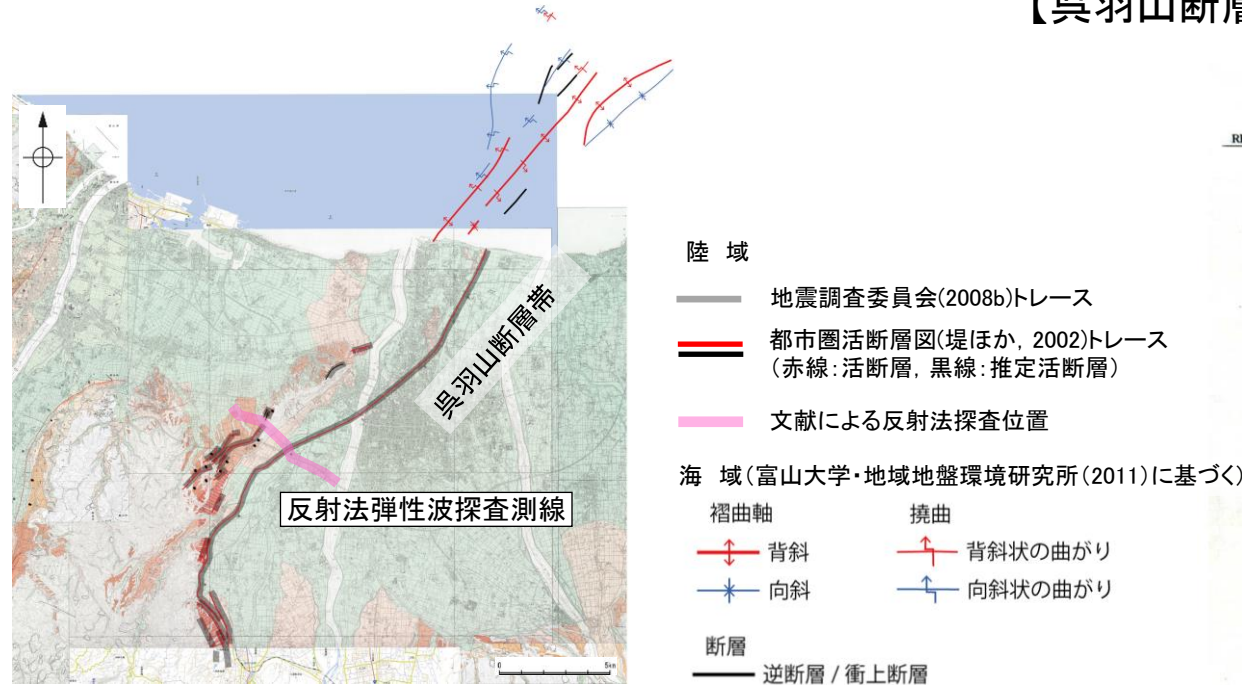 【呉羽山断層
呉羽山断層帯
反射法弾性波探査測線
0 5km
陸 域
地震調査委員会(2008b)トレース
都市圏活断層図(堤ほか, 2002)トレース
(赤線:活断層, 黒線:推定活断層)
文献による反射法探査位置
海 域(富山大学・地域地盤環境研究所(2011)に基づく)
褶曲軸
撓曲
背斜
背斜状の曲がり
向斜
向斜状の曲がり
断層
逆断層 / 衝上断層